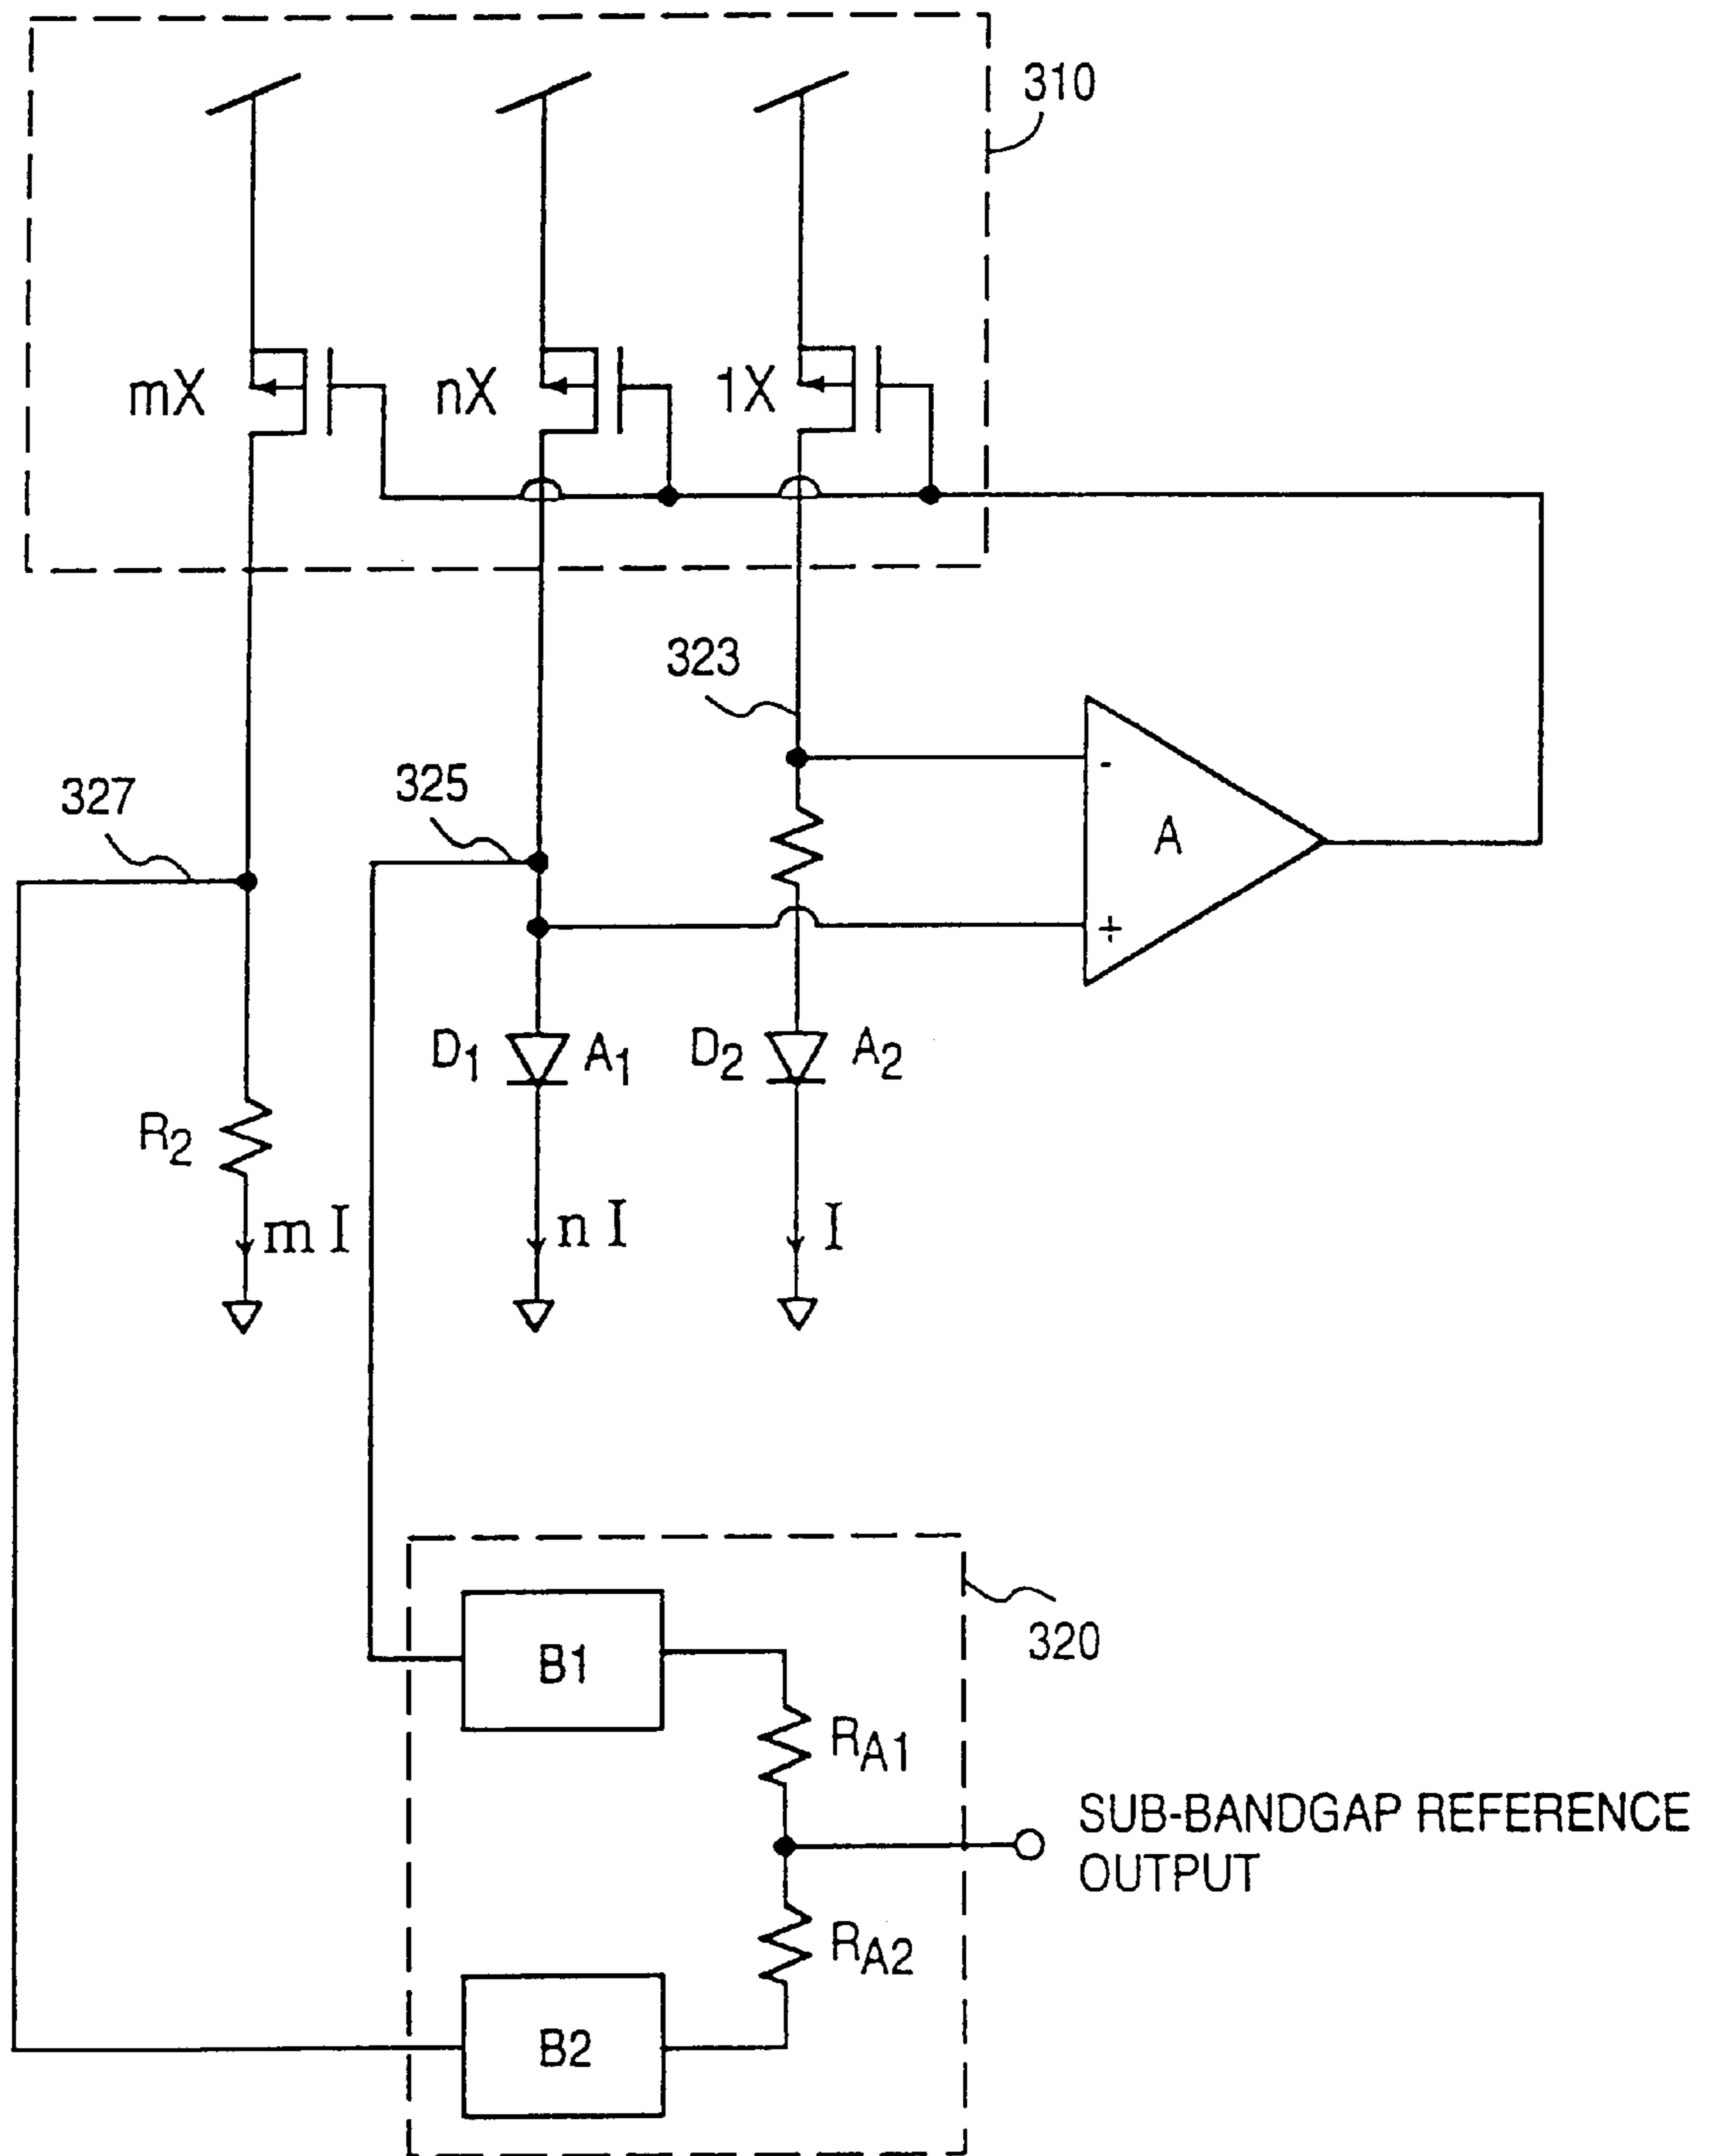 310
mX
nX
1X
323
327
325
-
A
+
D1
A1
D2
A2
R2
mI
nI
I
B1
320
RA1
SUB-BANDGAP REFERENCE
OUTPUT
RA2
B2